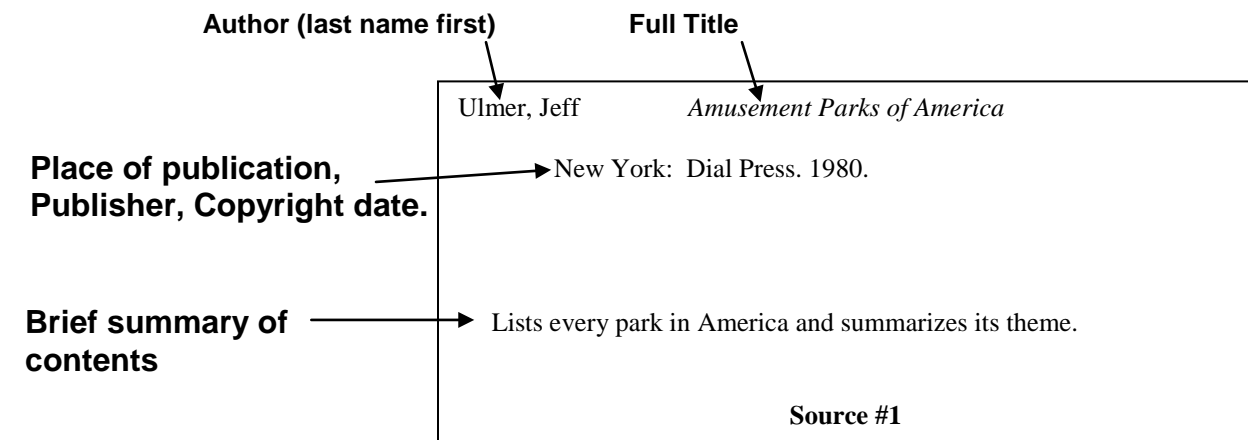 Author (last name first) Full Title
Ulmer, Jeff Amusement Parks of America
Place of publication,
Publisher, Copyright date.
New York: Dial Press. 1980.
Brief summary of
contents
Lists every park in America and summarizes its theme.
Source #1